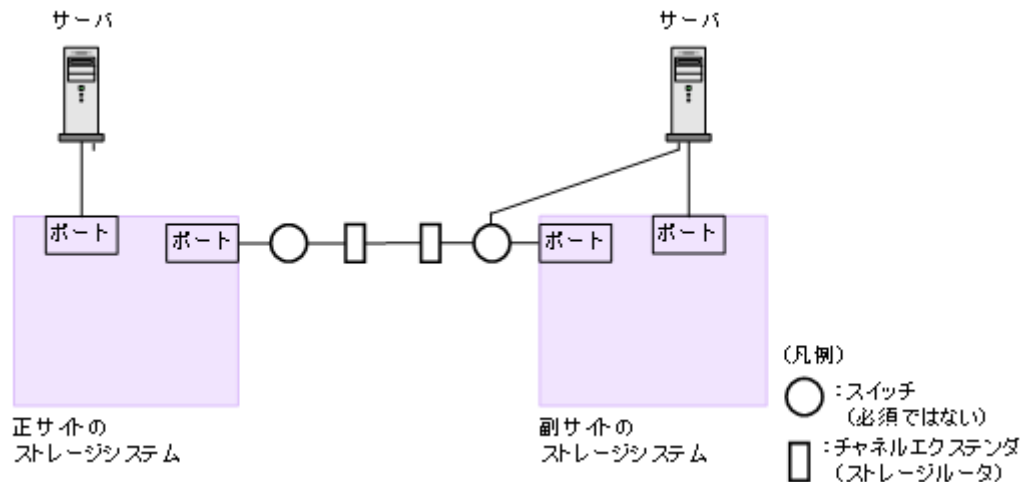 サーバ
サーバ
ポート
ポート
ポート
ポート
(凡例)
:スイッチ
(必須ではない)
正サイトの
ストレージシステム
副サイトの
ストレージシステム
:チャネルエクステンダ
(ストレージルータ)